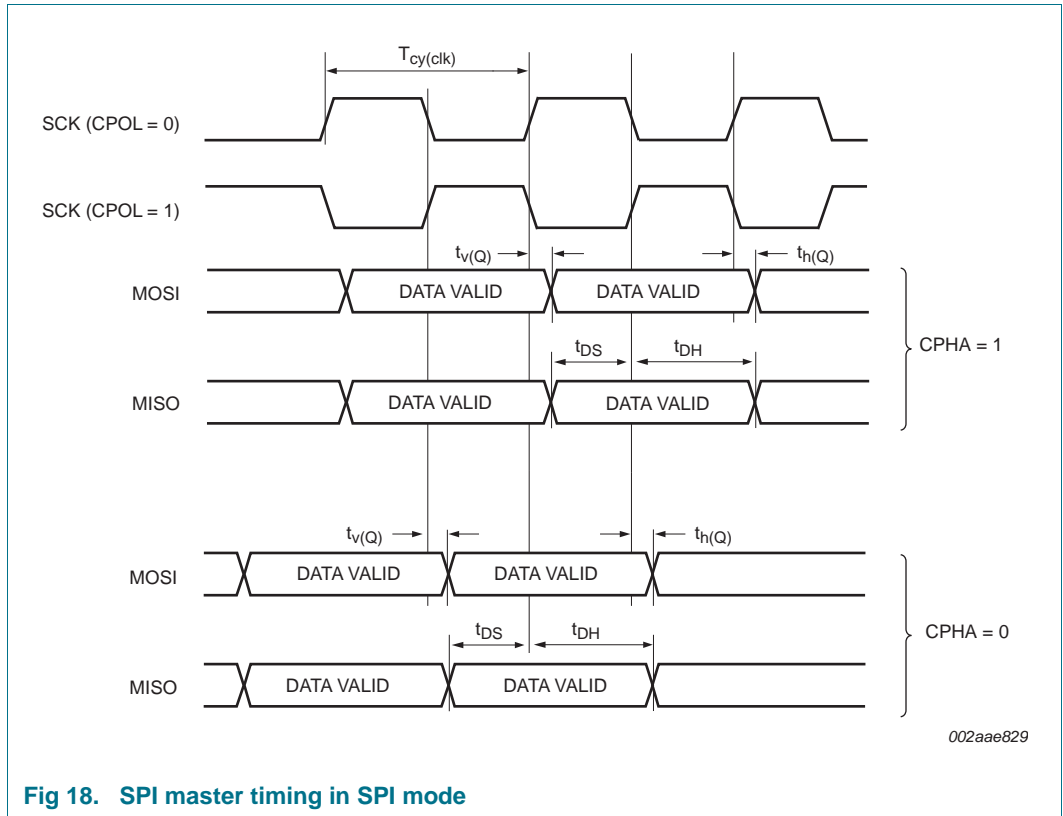 Tcy(clk)
SCK (CPOL = 0)
SCK (CPOL = 1)
tv(Q)
th(Q)
MOSI
DATA VALID
DATA VALID
tDS
tDH
CPHA = 1
MISO
DATA VALID
DATA VALID
tv(Q)
th(Q)
MOSI
DATA VALID
DATA VALID
tDS
tDH
CPHA = 0
MISO
DATA VALID
DATA VALID
002aae829
Fig 18. SPI master timing in SPI mode